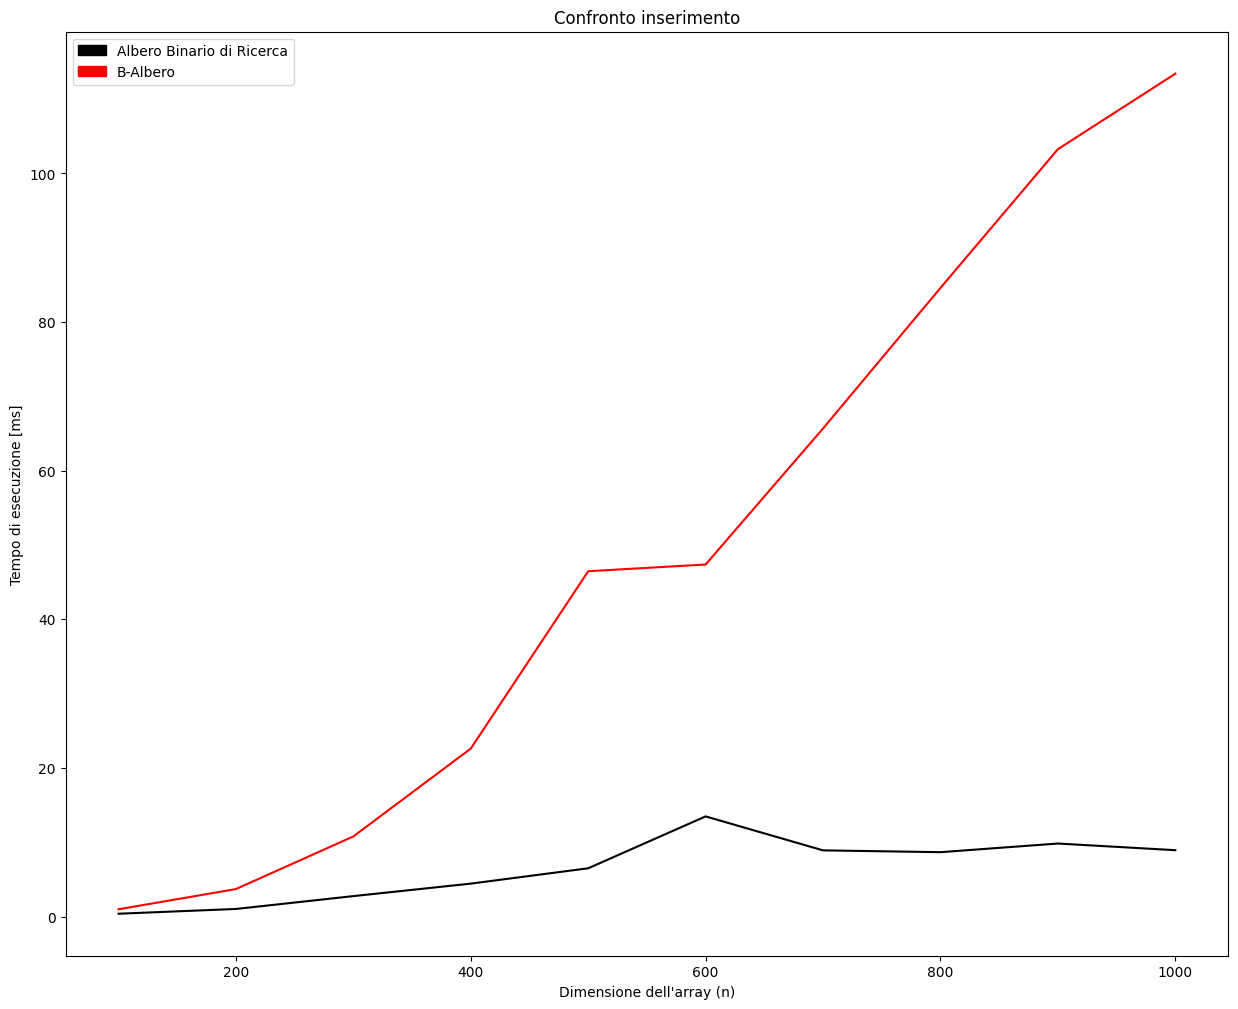 Confronto inserimento
Albero Binario di Ricerca
B-Albero
Tempo di esecuzione [ms]
100
80
60
40
20
0
200
400
600
800
1000
Dimensione dell'array (n)